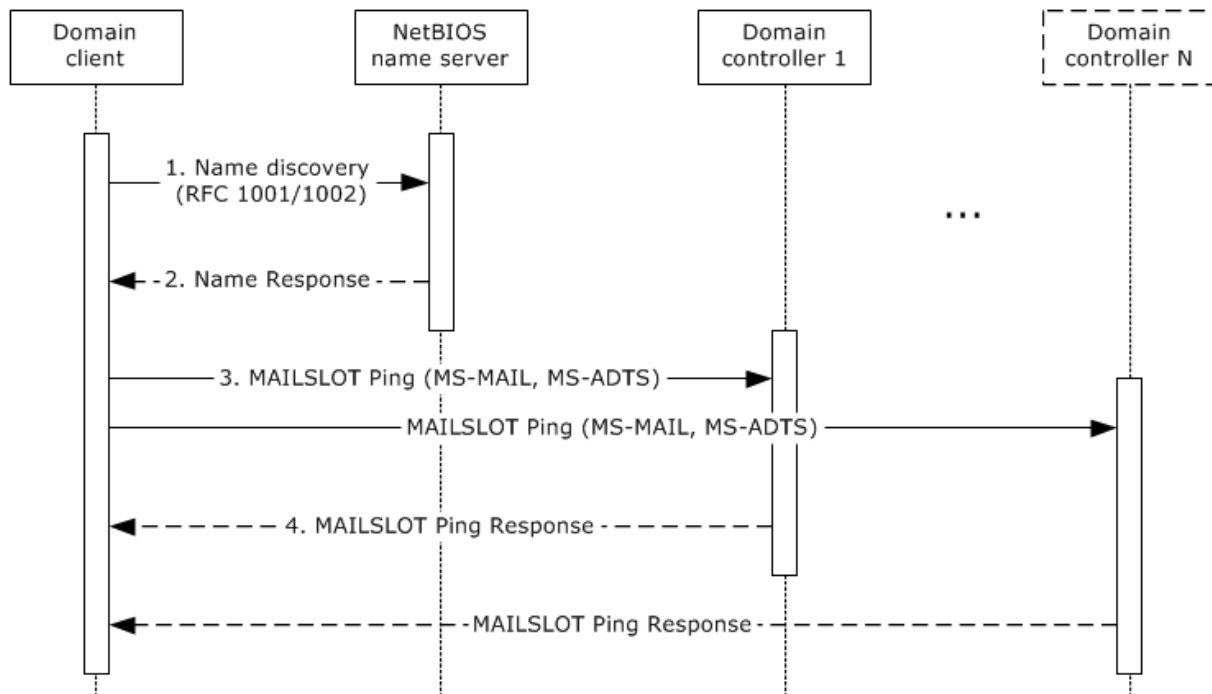 Domain
client
NetBIOS
name server
Domain
controller 1
Domain
controller N
1. Name discovery
(RFC 1001/1002)
...
2. Name Response
3. MAILSLOT Ping (MS-MAIL, MS-ADTS)
MAILSLOT Ping (MS-MAIL, MS-ADTS)
4. MAILSLOT Ping Response
MAILSLOT Ping Response